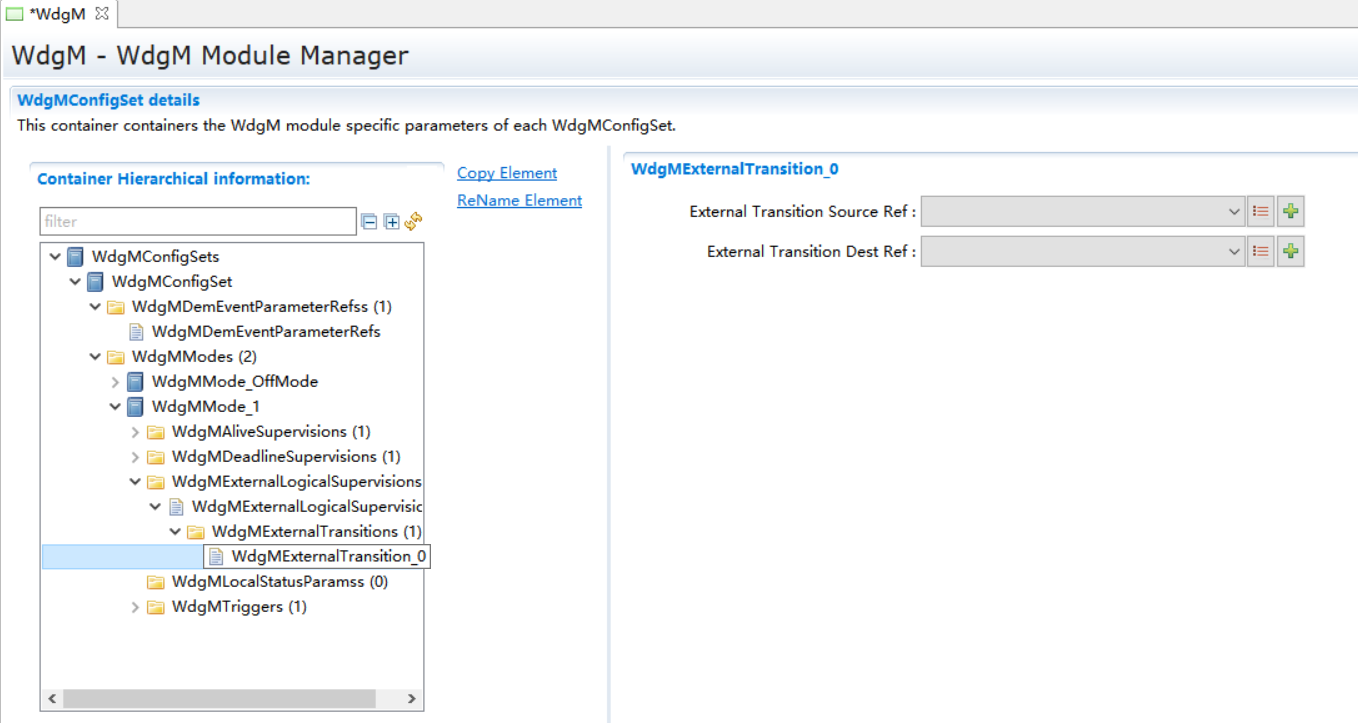 *WdgM
WdgM - WdgM Module Manager
WdgMConfigSet details
This container containers the WdgM module specific parameters of each WdgMConfigSet.
Container Hierarchical information:
filter
WdgMConfigSets
WdgMConfigSet
WdgMDemEventParameterRefss (1)
WdgMDemEventParameterRefs
WdgMModes (2)
WdgMMode_OffMode
WdgMMode_1
WdgMAliveSupervisions (1)
WdgMDeadlineSupervisions (1)
WdgMExternalLogicalSupervisions
WdgMExternalLogicalSupervisic
WdgMExternalTransitions (1)
WdgMExternalTransition_0
WdgMLocalStatusParamss (0)
WdgMTriggers (1)
Copy Element
ReName Element
WdgMExternalTransition_0
External Transition Source Ref :
External Transition Dest Ref :